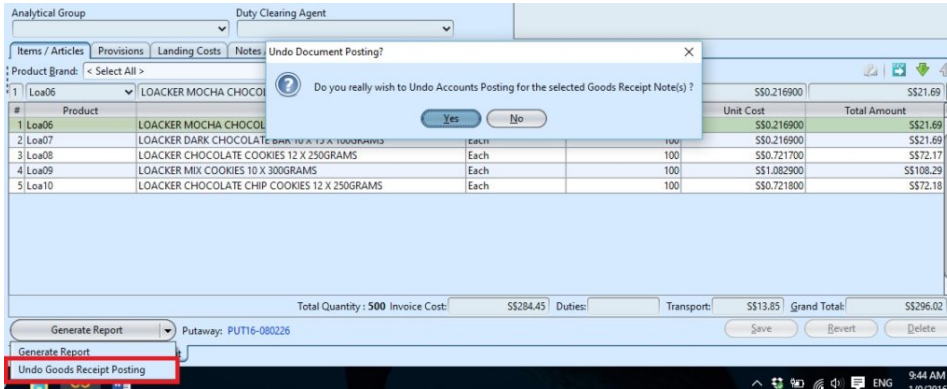 Analytical Group Duty Clearing Agent
Items / Articles Provisions Landing Costs Notes Undo Document Posting?
Product Brand: < Select All >
Do you really wish to Undo Accounts Posting for the selected Goods Receipt Note(s) ?
1 Loa06 LOACKER MOCHA CHOCOL S$0.216900 S$21.69
Yes No
# Product Unit Cost Total Amount
1 Loa06 LOACKER MOCHA CHOCOL S$0.216900 S$21.69
2 Loa07 LOACKER DARK CHOCOLATE BAR 10 X 15 X 100GRAMS Each 100 S$0.216900 S$21.69
3 Loa08 LOACKER CHOCOLATE COOKIES 12 X 250GRAMS Each 100 S$0.721700 S$72.17
4 Loa09 LOACKER MIX COOKIES 10 X 300GRAMS Each 100 S$1.082900 S$108.29
5 Loa10 LOACKER CHOCOLATE CHIP COOKIES 12 X 250GRAMS Each 100 S$0.721800 S$72.18
Total Quantity : 500 Invoice Cost: S$284.45 Duties: Transport: S$13.85 Grand Total: S$296.02
Generate Report Putaway: PUT16-080226 Save Revert Delete
Generate Report
Undo Goods Receipt Posting
ENG 9:44 AM